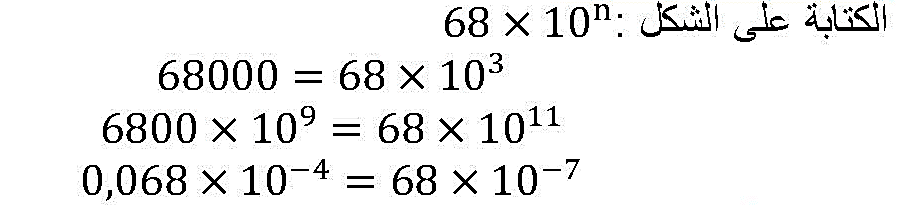 الكتابة على الشكل: 68 × 10ⁿ
68000 = 68 × 10³
6800 × 10⁹ = 68 × 10¹¹
0,068 × 10⁻⁴ = 68 × 10⁻⁷